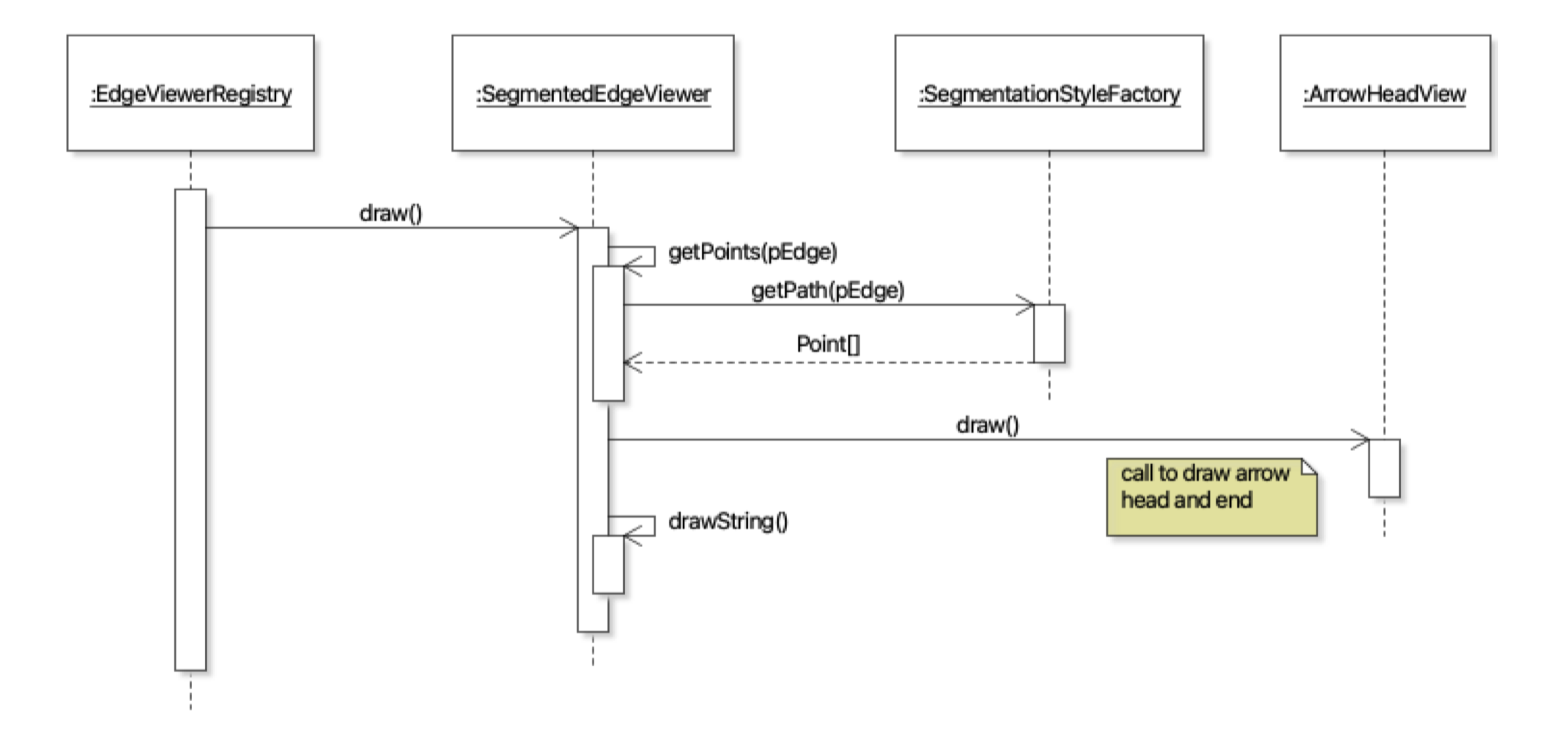 :EdgeViewerRegistry
:SegmentedEdgeViewer
:SegmentationStyleFactory
:ArrowHeadView
draw()
getPoints(pEdge)
getPath(pEdge)
Point[]
draw()
call to draw arrow
head and end
drawString()